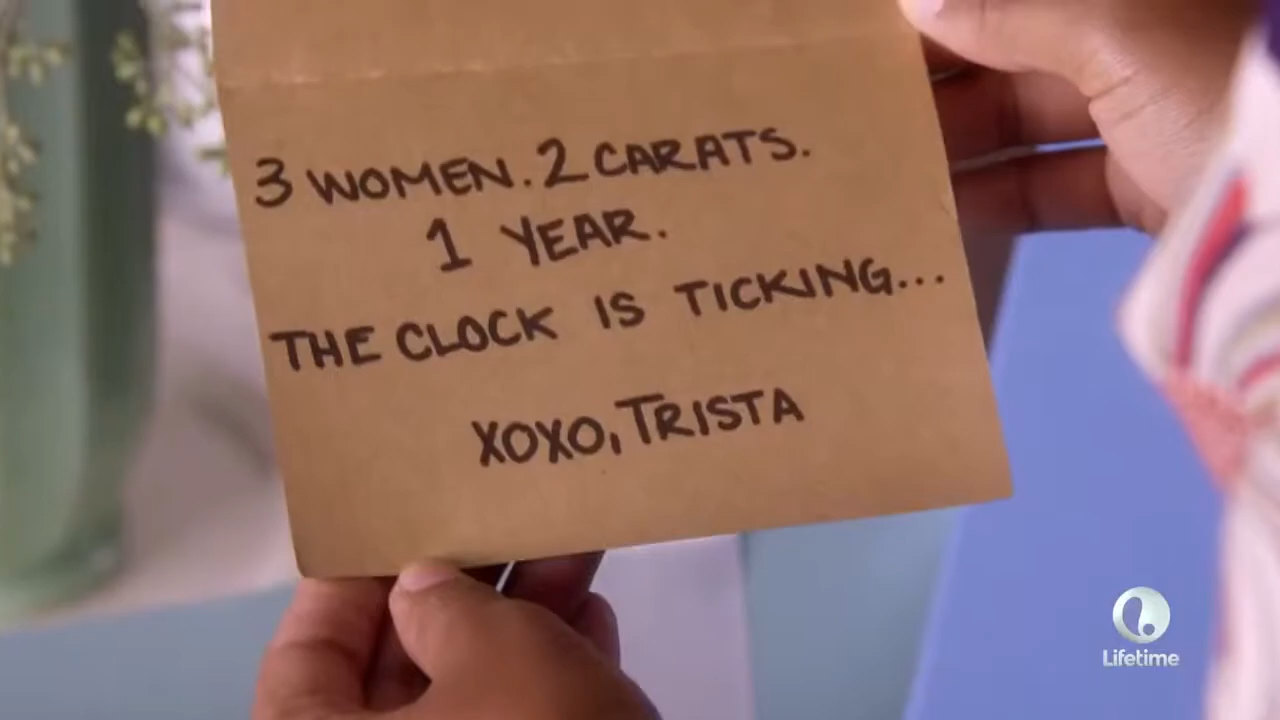 3 WOMEN. 2 CARATS.
1 YEAR.
THE CLOCK IS TICKING...
XOXO, TRISTA
Lifetime